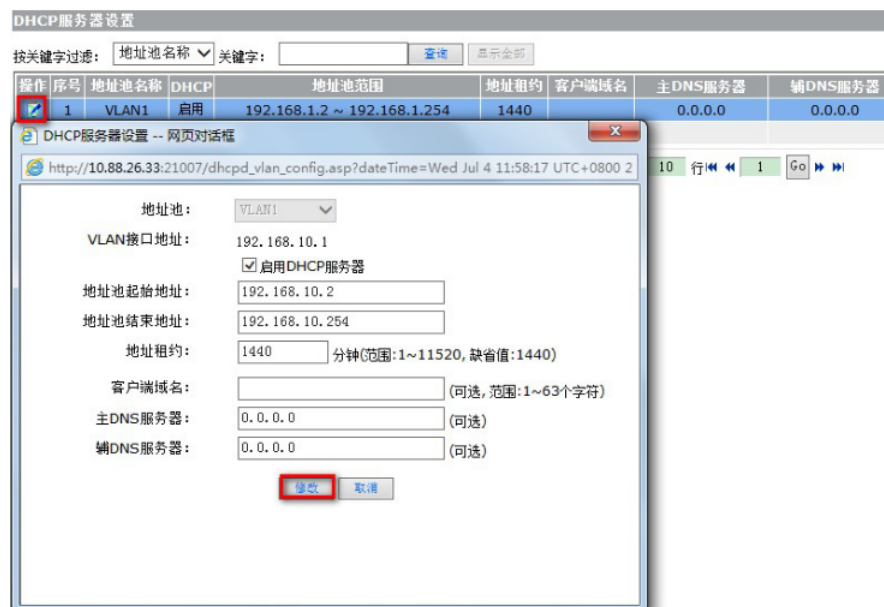 DHCP服务器设置
按关键字过滤： 地址池名称 关键字： 查询 显示全部
操作 序号 地址池名称 DHCP 地址池范围 地址租约 客户端域名 主DNS服务器 辅DNS服务器
1 VLAN1 启用 192.168.1.2 ~ 192.168.1.254 1440 0.0.0.0 0.0.0.0
DHCP服务器设置 -- 网页对话框
http://10.88.26.33:21007/dhcpd_vlan_config.asp?dateTime=Wed Jul 4 11:58:17 UTC+0800 2
10 行 1 Go
地址池： VLAN1
VLAN接口地址： 192.168.10.1
启用DHCP服务器
地址池起始地址： 192.168.10.2
地址池结束地址： 192.168.10.254
地址租约： 1440 分钟(范围:1~11520, 缺省值:1440)
客户端域名： (可选, 范围:1~63个字符)
主DNS服务器： 0.0.0.0 (可选)
辅DNS服务器： 0.0.0.0 (可选)
修改 取消